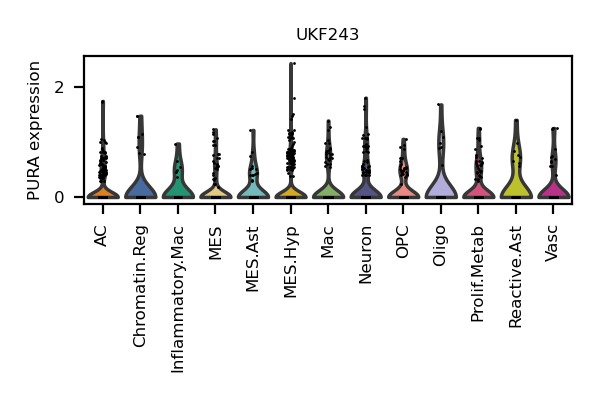 UKF243
PURA expression
2
0
AC
Chromatin.Reg
Inflammatory.Mac
MES
MES.Ast
MES.Hyp
Mac
Neuron
OPC
Oligo
Prolif.Metab
Reactive.Ast
Vasc